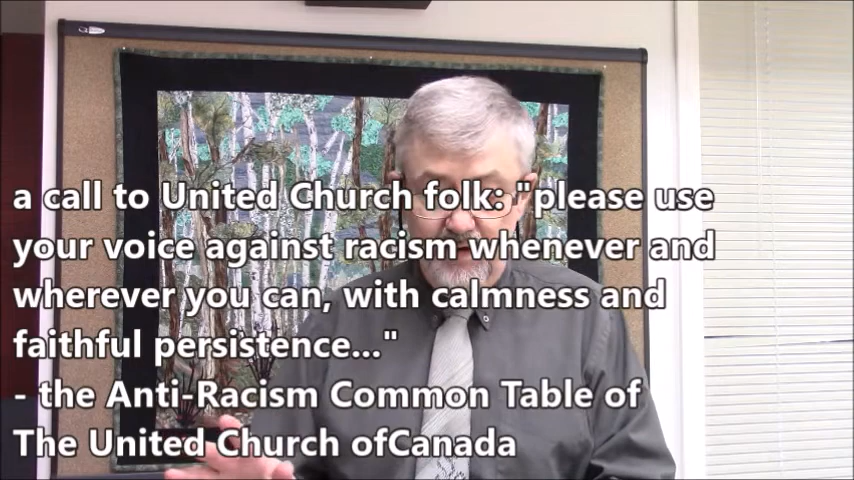 a call to United Church folk: "please use
your voice against racism whenever and
wherever you can, with calmness and
faithful persistence..."
- the Anti-Racism Common Table of
The United Church ofCanada